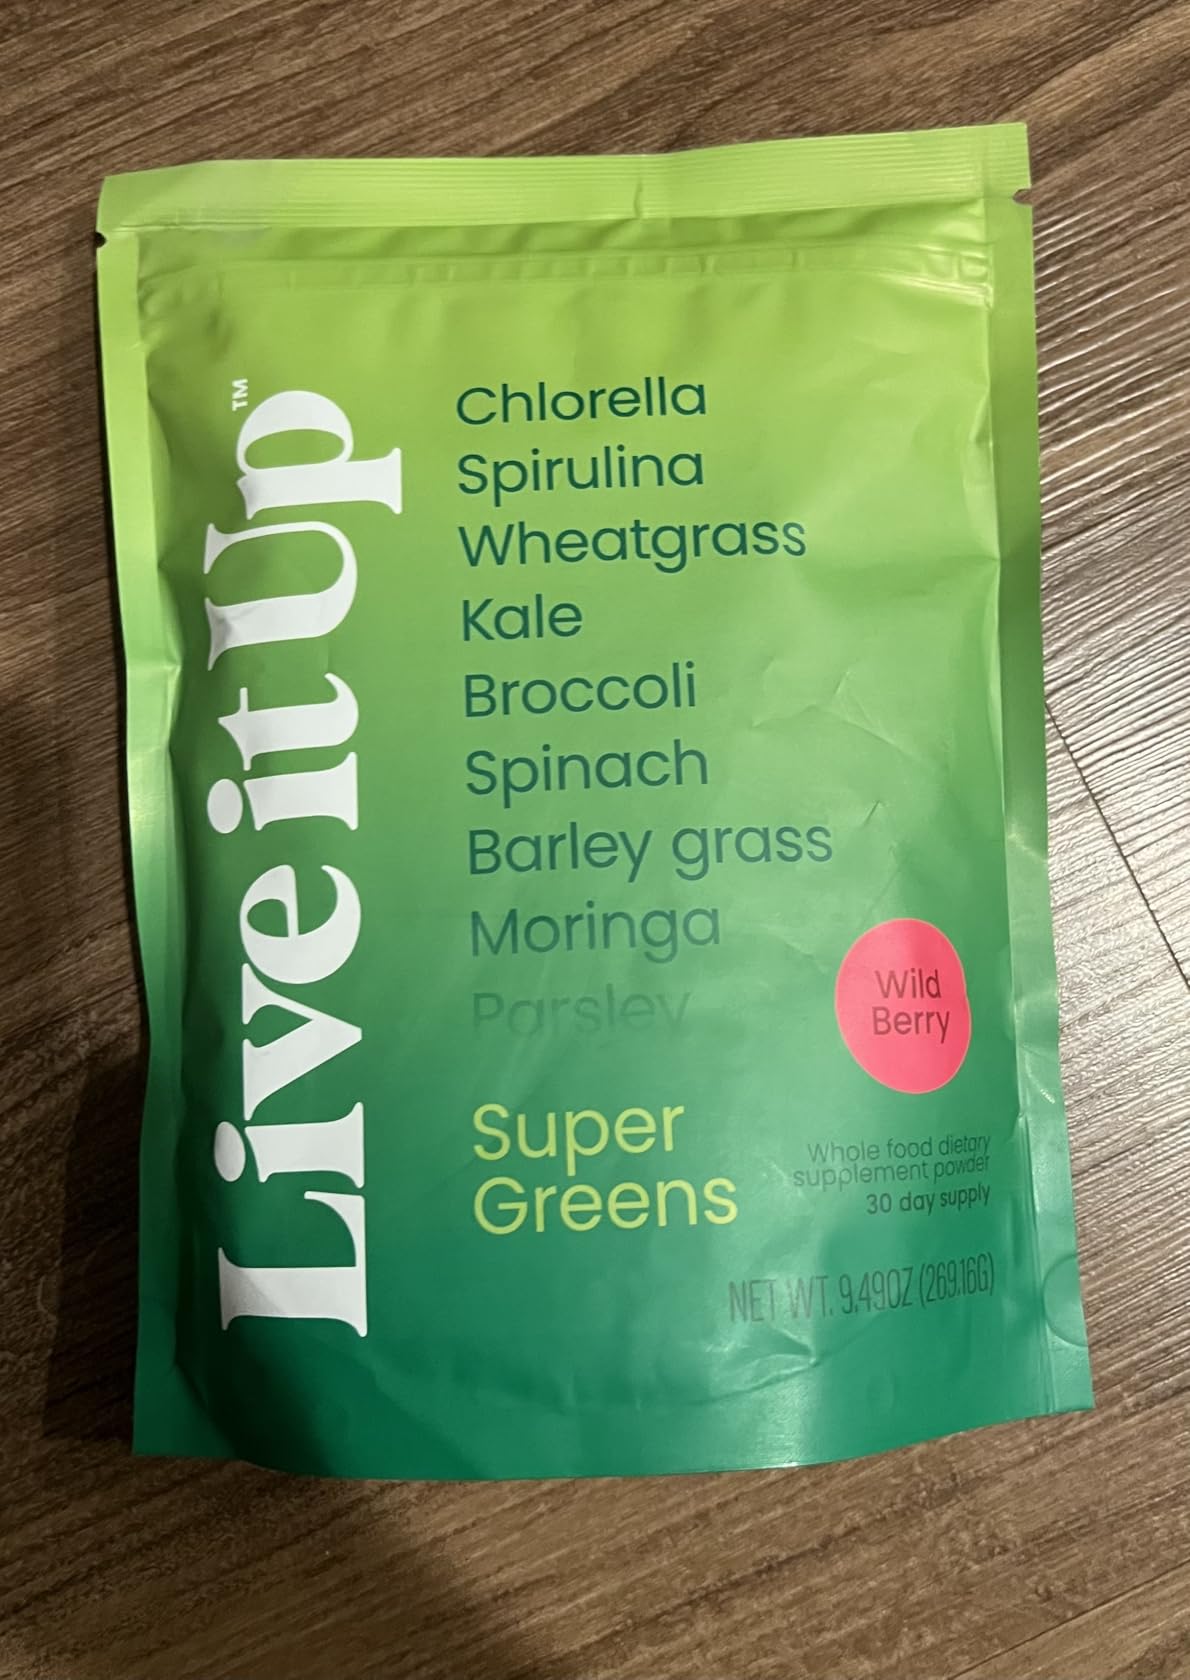 Live it Up™
Chlorella
Spirulina
Wheatgrass
Kale
Broccoli
Spinach
Barley grass
Moringa
Parsley
Wild
Berry
Super
Greens
Whole food dietary
supplement powder
30 day supply
NET WT. 9.49OZ (269.16G)